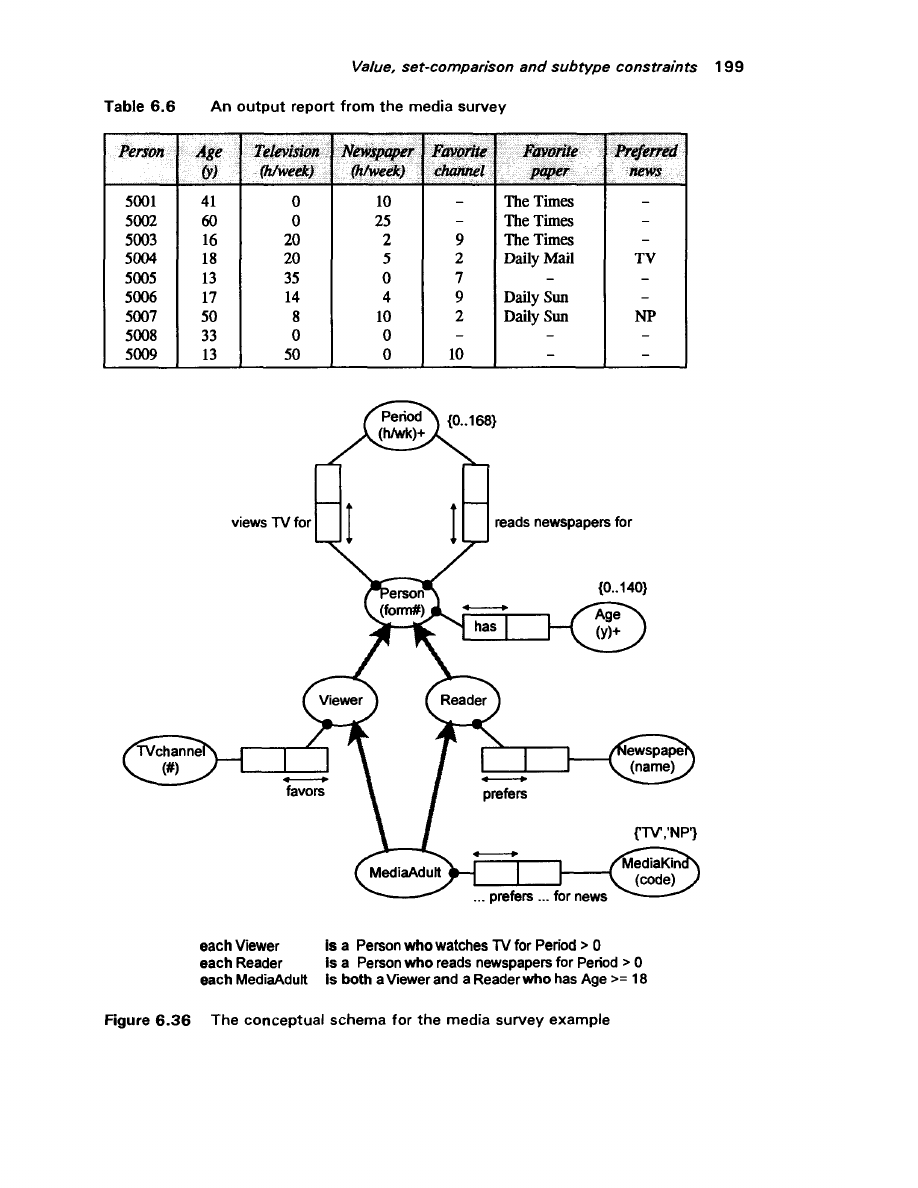 Value, set-comparison and subtype constraints 199
Table 6.6 An output report from the media survey
Person Age (y) Television (h/week) Newspaper (h/week) Favorite channel Favorite paper Preferred news
5001 41 0 10 – The Times –
5002 60 0 25 – The Times –
5003 16 20 2 9 The Times –
5004 18 20 5 2 Daily Mail TV
5005 13 35 0 7 – –
5006 17 14 4 9 Daily Sun –
5007 50 8 10 2 Daily Sun NP
5008 33 0 0 – – –
5009 13 50 0 10 – –
Period
(h/wk)+
{0..168}
views TV for
reads newspapers for
Person
(form#)
{0..140}
has
Age
(y)+
Viewer
Reader
TVchannel
(#)
favors
prefers
Newspaper
(name)
{'TV','NP'}
MediaAdult
MediaKind
(code)
... prefers ... for news
each Viewer is a Person who watches TV for Period > 0
each Reader is a Person who reads newspapers for Period > 0
each MediaAdult is both a Viewer and a Reader who has Age >= 18
Figure 6.36 The conceptual schema for the media survey example